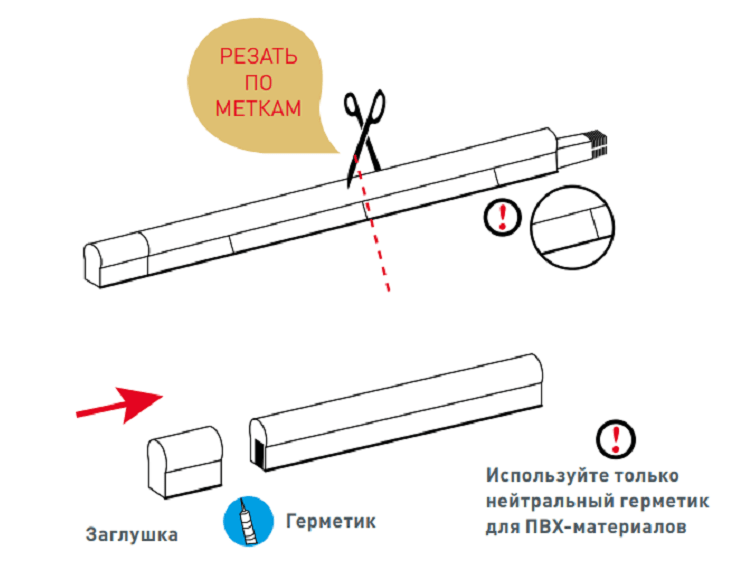 РЕЗАТЬ
ПО
МЕТКАМ
Заглушка
Герметик
Используйте только
нейтральный герметик
для ПВХ-материалов